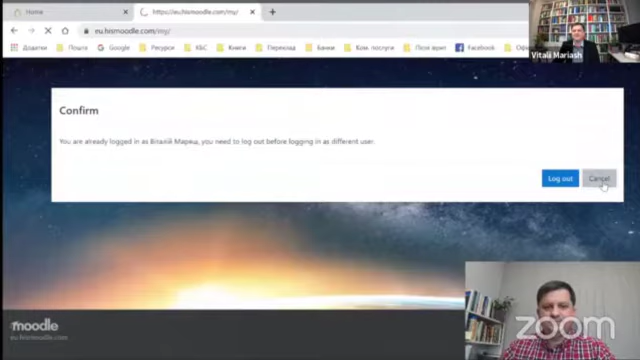 Home
https://eu.hismoodle.com/my/
eu.hismoodle.com/my/
Додатки
Пошта
Google
Ресурси
КБС
Книги
Переклад
Банки
Ком. послуги
Пісні
Facebook
Vitali Mariash
Confirm
You are already logged in as Віталій Мареш, you need to log out before logging in as different user.
Log out
Cancel
moodle
eu.hismoodle.com
zoom